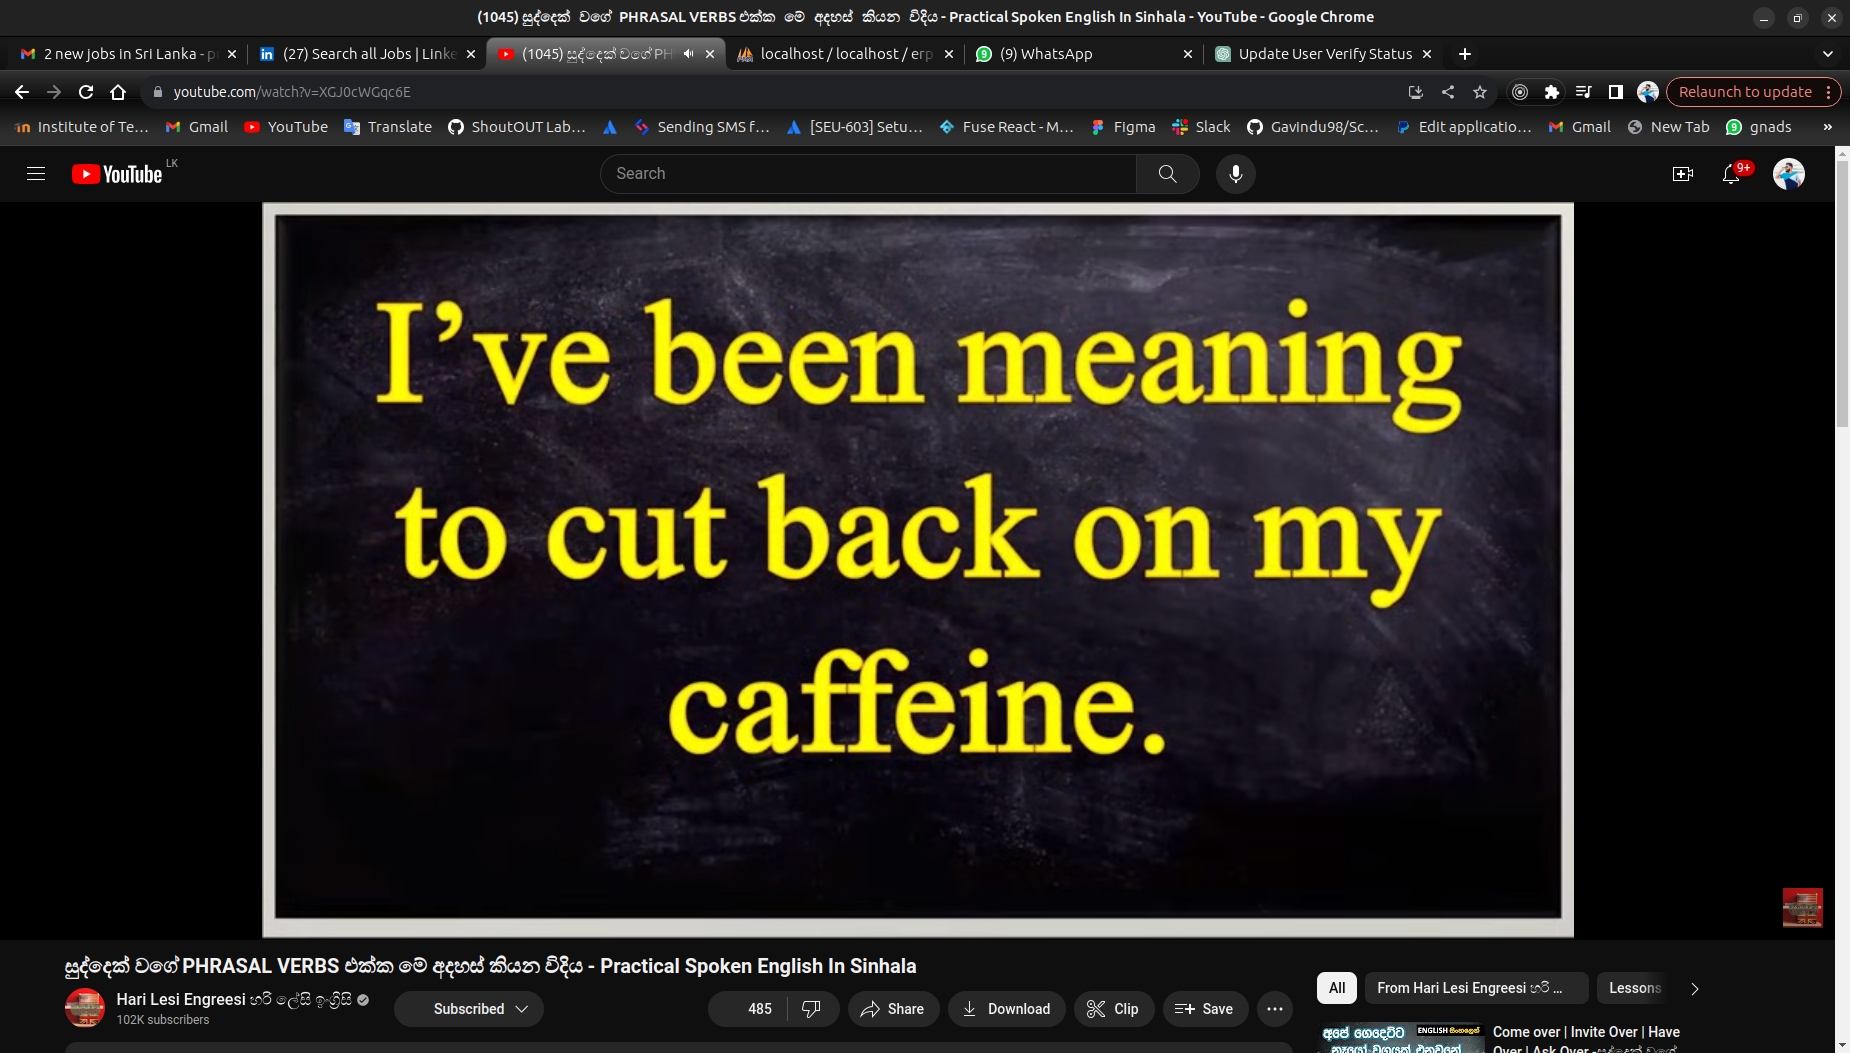 (1045) සුද්දෙක් වගේ PHRASAL VERBS එක්ක මේ අදහස් කියන විදිය - Practical Spoken English In Sinhala - YouTube - Google Chrome
2 new jobs in Sri Lanka - p
(27) Search all Jobs | Linke
(1045) සුද්දෙක් වගේ PH
localhost / localhost / erp
(9) WhatsApp
Update User Verify Status
youtube.com/watch?v=XGJ0cWGqc6E
Relaunch to update
Institute of Te...
Gmail
YouTube
Translate
ShoutOUT Lab...
Sending SMS f...
[SEU-603] Setu...
Fuse React - M...
Figma
Slack
Gavindu98/Sc...
Edit applicatio...
Gmail
New Tab
gnads
»
YouTube LK
Search
9+
I've been meaning
to cut back on my
caffeine.
සුද්දෙක් වගේ PHRASAL VERBS එක්ක මේ අදහස් කියන විදිය - Practical Spoken English In Sinhala
Hari Lesi Engreesi හරි ලේසි ඉංග්‍රීසි
102K subscribers
Subscribed
485
Share
Download
Clip
Save
All
From Hari Lesi Engreesi හරි ...
Lessons
අපේ ගෙදෙට්ට
ENGLISH සිංහලෙන්
Come over | Invite Over | Have
Over | Ask Over -සුද්දෙක් වගේ